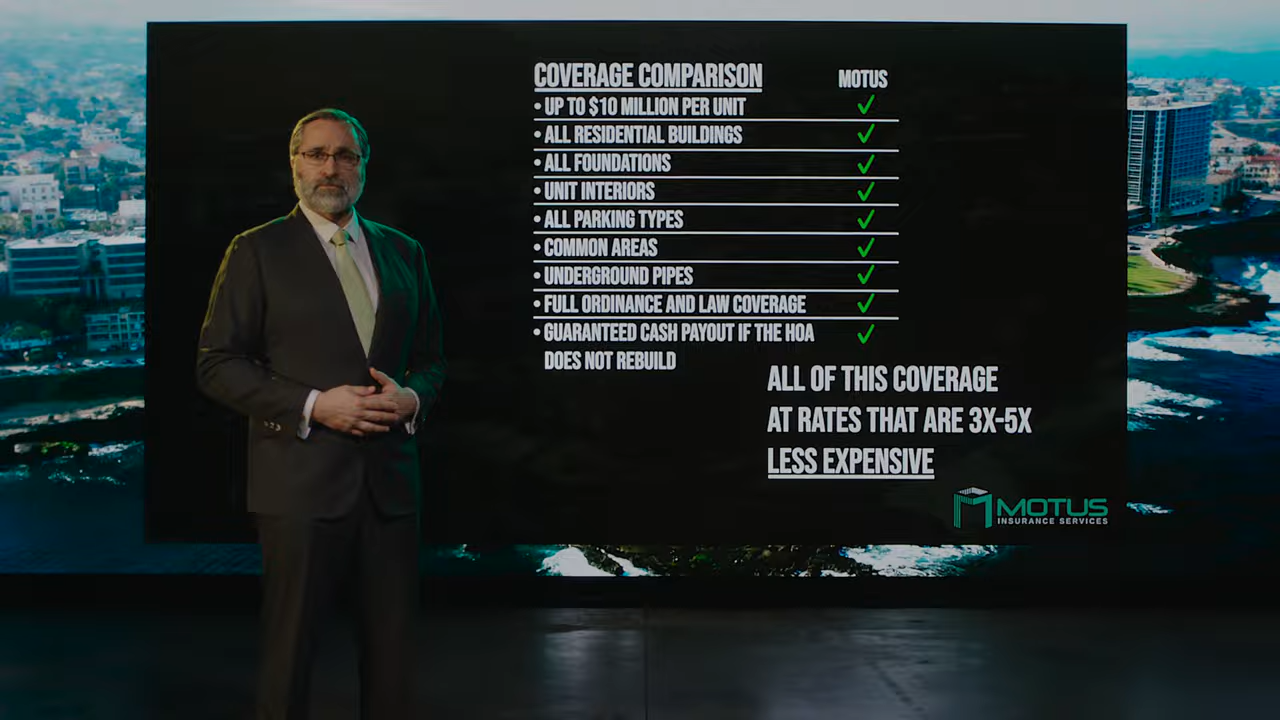 COVERAGE COMPARISON MOTUS
• UP TO $10 MILLION PER UNIT ✓
• ALL RESIDENTIAL BUILDINGS ✓
• ALL FOUNDATIONS ✓
• UNIT INTERIORS ✓
• ALL PARKING TYPES ✓
• COMMON AREAS ✓
• UNDERGROUND PIPES ✓
• FULL ORDINANCE AND LAW COVERAGE ✓
• GUARANTEED CASH PAYOUT IF THE HOA ✓
DOES NOT REBUILD
ALL OF THIS COVERAGE
AT RATES THAT ARE 3X-5X
LESS EXPENSIVE
MOTUS
INSURANCE SERVICES